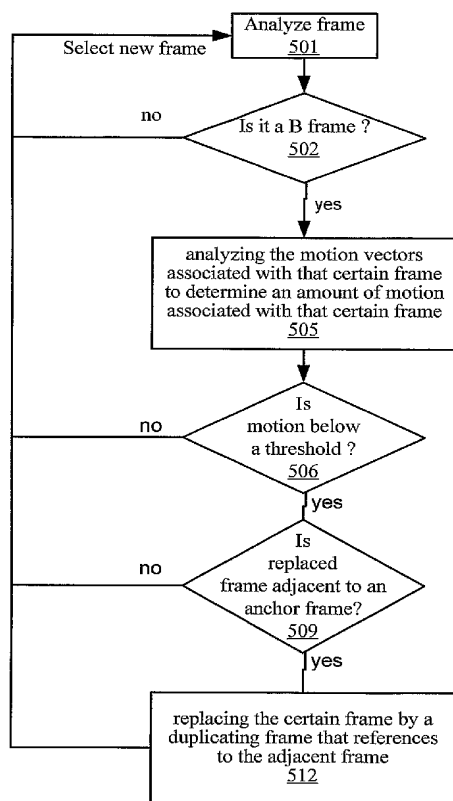 Analyze frame
501
Select new frame
no
Is it a B frame ?
502
yes
analyzing the motion vectors
associated with that certain frame
to determine an amount of motion
associated with that certain frame
505
Is
no
motion below
a threshold ?
506
yes
Is
replaced
no
frame adjacent to an
anchor frame?
509
yes
replacing the certain frame by a
duplicating frame that references
to the adjacent frame
512